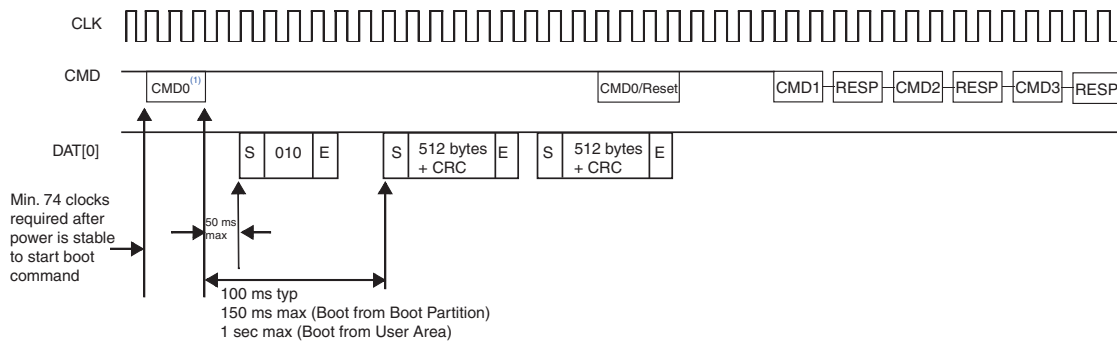 CLK
CMD
CMD0(1)
CMD0/Reset
CMD1
RESP
CMD2
RESP
CMD3
RESP
DAT[0]
S
010
E
S
512 bytes
+ CRC
E
S
512 bytes
+ CRC
E
Min. 74 clocks
required after
power is stable
to start boot
command
50 ms
max
100 ms typ
150 ms max (Boot from Boot Partition)
1 sec max (Boot from User Area)